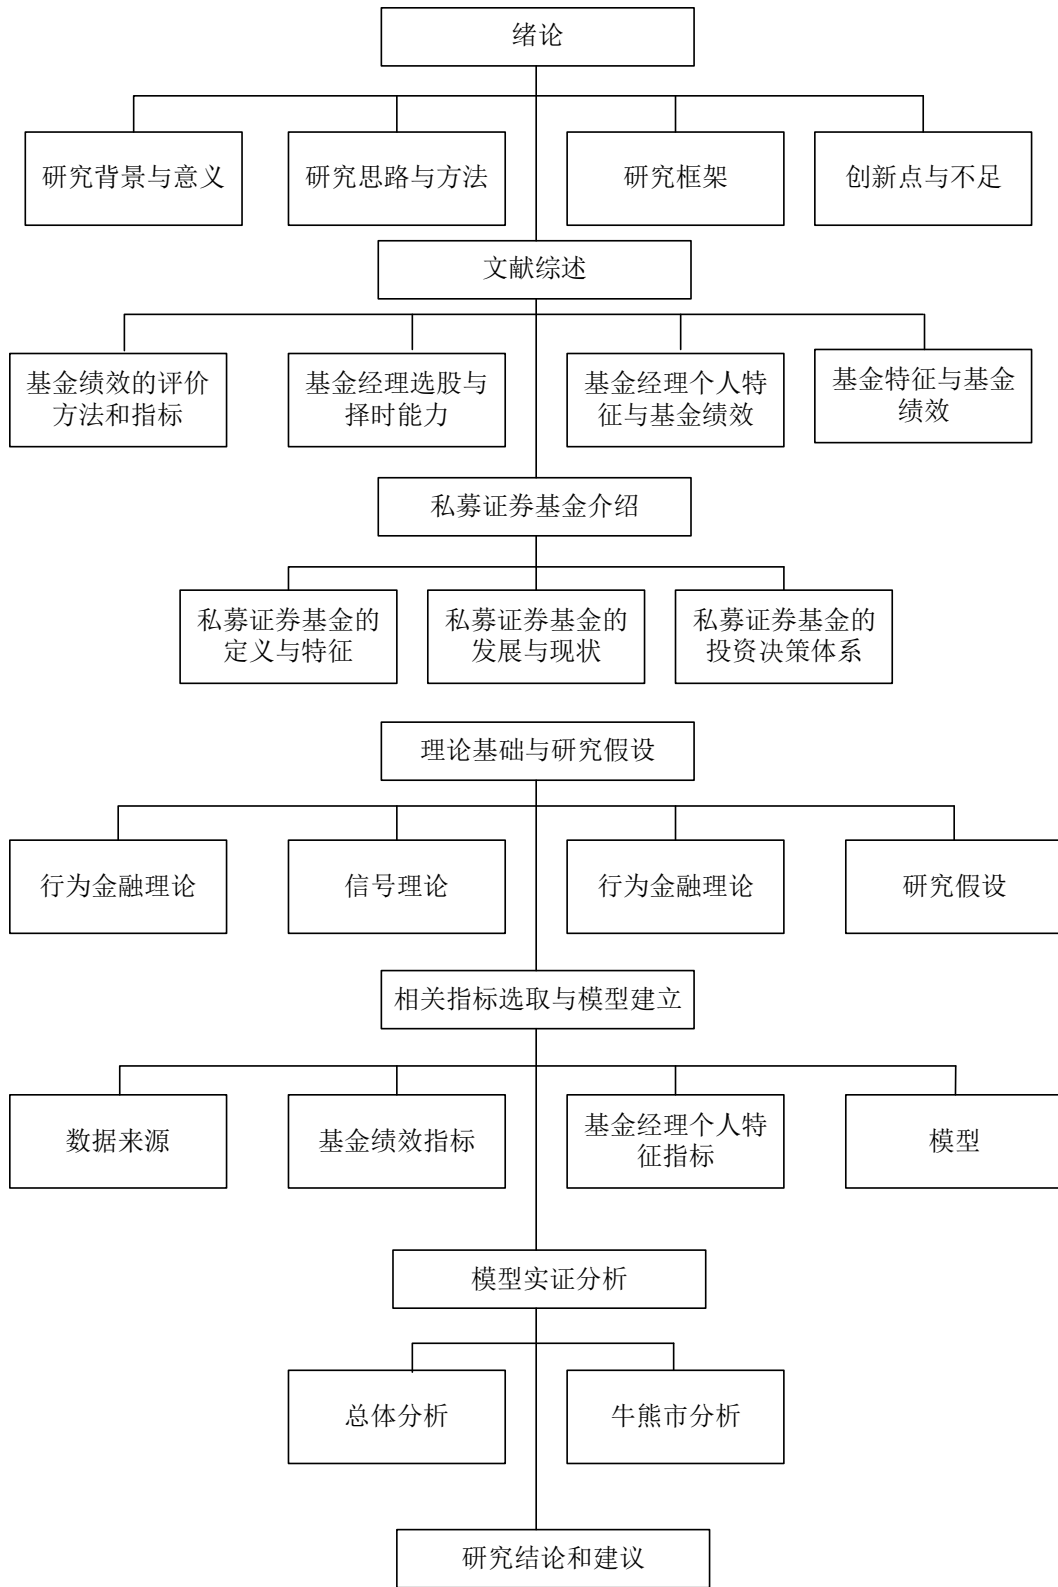 绪论
研究背景与意义
研究思路与方法
研究框架
创新点与不足
文献综述
基金绩效的评价
方法和指标
基金经理选股与
择时能力
基金经理个人特
征与基金绩效
基金特征与基金
绩效
私募证券基金介绍
私募证券基金的
定义与特征
私募证券基金的
发展与现状
私募证券基金的
投资决策体系
理论基础与研究假设
行为金融理论
信号理论
行为金融理论
研究假设
相关指标选取与模型建立
数据来源
基金绩效指标
基金经理个人特
征指标
模型
模型实证分析
总体分析
牛熊市分析
研究结论和建议